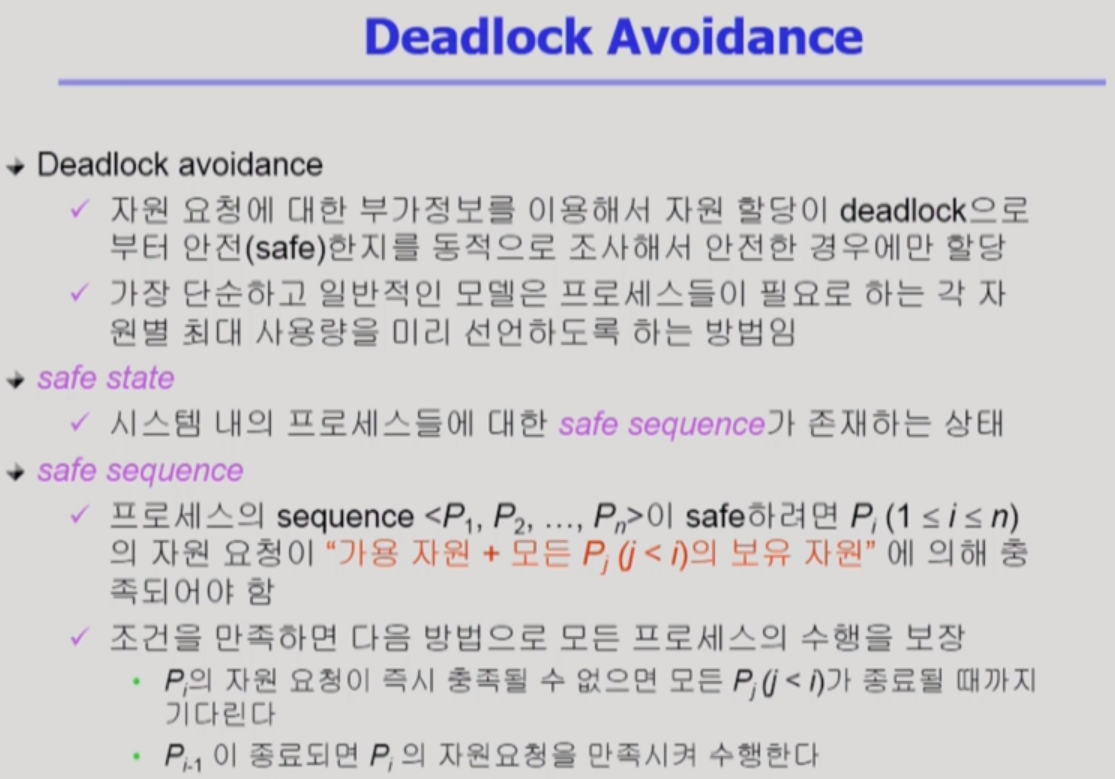 Deadlock Avoidance
Deadlock avoidance
✓ 자원 요청에 대한 부가정보를 이용해서 자원 할당이 deadlock으로
부터 안전(safe)한지를 동적으로 조사해서 안전한 경우에만 할당
✓ 가장 단순하고 일반적인 모델은 프로세스들이 필요로 하는 각 자
원별 최대 사용량을 미리 선언하도록 하는 방법임
safe state
✓ 시스템 내의 프로세스들에 대한 safe sequence가 존재하는 상태
safe sequence
✓ 프로세스의 sequence <P1, P2, ..., Pn>이 safe하려면 Pi (1 ≤ i ≤ n)
의 자원 요청이 “가용 자원 + 모든 Pj (j < i)의 보유 자원” 에 의해 충
족되어야 함
✓ 조건을 만족하면 다음 방법으로 모든 프로세스의 수행을 보장
• Pi의 자원 요청이 즉시 충족될 수 없으면 모든 Pj (j < i)가 종료될 때까지
기다린다
• Pi-1 이 종료되면 Pi 의 자원요청을 만족시켜 수행한다